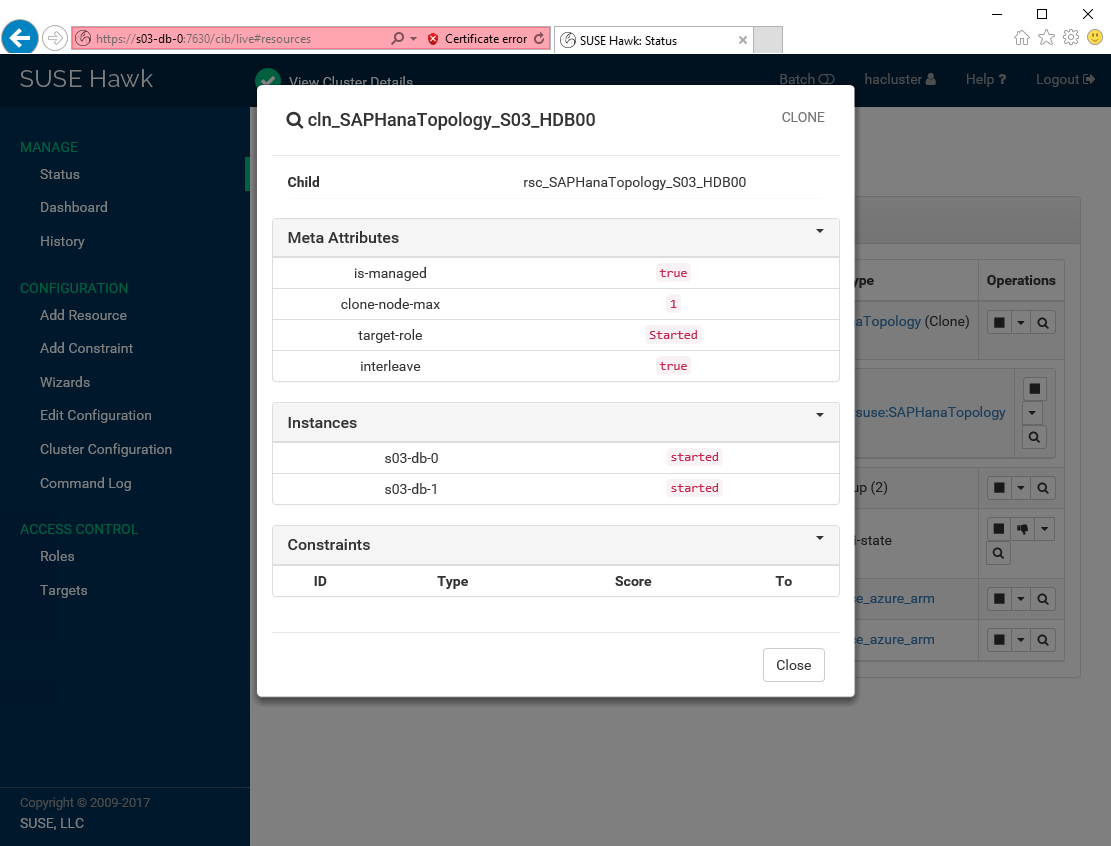 https://s03-db-0:7630/cib/live#resources
Certificate error
SUSE Hawk: Status
SUSE Hawk
View Cluster Details
Batch
hacluster
Help ?
Logout
MANAGE
Status
Dashboard
History
CONFIGURATION
Add Resource
Add Constraint
Wizards
Edit Configuration
Cluster Configuration
Command Log
ACCESS CONTROL
Roles
Targets
Copyright © 2009-2017
SUSE, LLC
cln_SAPHanaTopology_S03_HDB00
CLONE
Child rsc_SAPHanaTopology_S03_HDB00
Meta Attributes
is-managed true
clone-node-max 1
target-role Started
interleave true
Instances
s03-db-0 started
s03-db-1 started
Constraints
ID Type Score To
Close
ype Operations
aTopology (Clone)
suse:SAPHanaTopology
up (2)
i-state
ce_azure_arm
ce_azure_arm